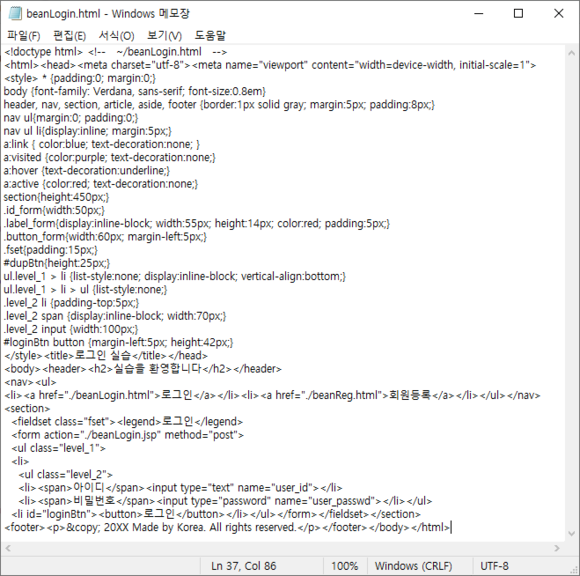 beanLogin.html - Windows 메모장
파일(F) 편집(E) 서식(O) 보기(V) 도움말
<!doctype html> <!-- ~/beanLogin.html -->
<html><head><meta charset="utf-8"><meta name="viewport" content="width=device-width, initial-scale=1">
<style> * {padding:0; margin:0;}
body {font-family: Verdana, sans-serif; font-size:0.8em}
header, nav, section, article, aside, footer {border:1px solid gray; margin:5px; padding:8px;}
nav ul{margin:0; padding:0;}
nav ul li{display:inline; margin:5px;}
a:link { color:blue; text-decoration:none; }
a:visited {color:purple; text-decoration:none;}
a:hover {text-decoration:underline;}
a:active {color:red; text-decoration:none;}
section{height:450px;}
.id_form{width:50px;}
.label_form{display:inline-block; width:55px; height:14px; color:red; padding:5px;}
.button_form{width:60px; margin-left:5px;}
.fset{padding:15px;}
#dupBtn{height:25px;}
ul.level_1 > li {list-style:none; display:inline-block; vertical-align:bottom;}
ul.level_1 > li > ul {list-style:none;}
.level_2 li {padding-top:5px;}
.level_2 span {display:inline-block; width:70px;}
.level_2 input {width:100px;}
#loginBtn button {margin-left:5px; height:42px;}
</style><title>로그인 실습</title></head>
<body><header><h2>실습을 환영합니다</h2></header>
<nav><ul>
<li><a href="./beanLogin.html">로그인</a></li><li><a href="./beanReg.html">회원등록</a></li></ul></nav>
<section>
<fieldset class="fset"><legend>로그인</legend>
<form action="./beanLogin.jsp" method="post">
<ul class="level_1">
<li>
<ul class="level_2">
<li><span>아이디</span><input type="text" name="user_id"></li>
<li><span>비밀번호</span><input type="password" name="user_passwd"></li></ul>
<li id="loginBtn"><button>로그인</button></li></ul></form></fieldset></section>
<footer><p>&copy; 20XX Made by Korea. All rights reserved.</p></footer></body></html>
Ln 37, Col 86 100% Windows (CRLF) UTF-8